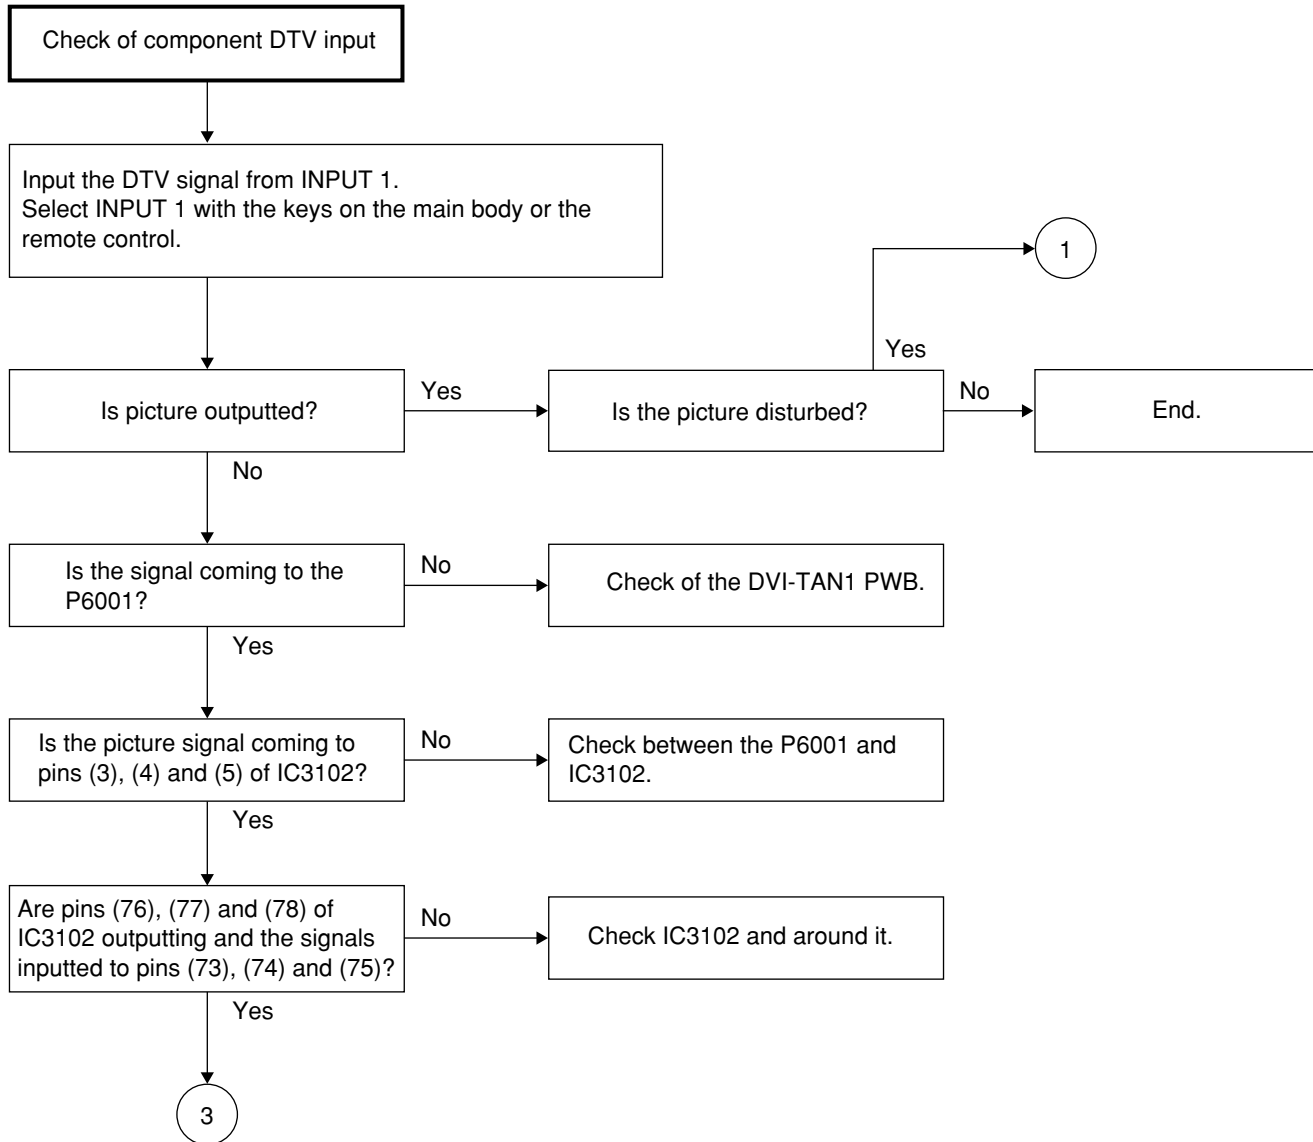 Check of component DTV input
Input the DTV signal from INPUT 1.
Select INPUT 1 with the keys on the main body or the
remote control.
1
Yes
Is picture outputted?
Yes
Is the picture disturbed?
No
End.
No
Is the signal coming to the
P6001?
No
Check of the DVI-TAN1 PWB.
Yes
Is the picture signal coming to
pins (3), (4) and (5) of IC3102?
No
Check between the P6001 and
IC3102.
Yes
Are pins (76), (77) and (78) of
IC3102 outputting and the signals
inputted to pins (73), (74) and (75)?
No
Check IC3102 and around it.
Yes
3